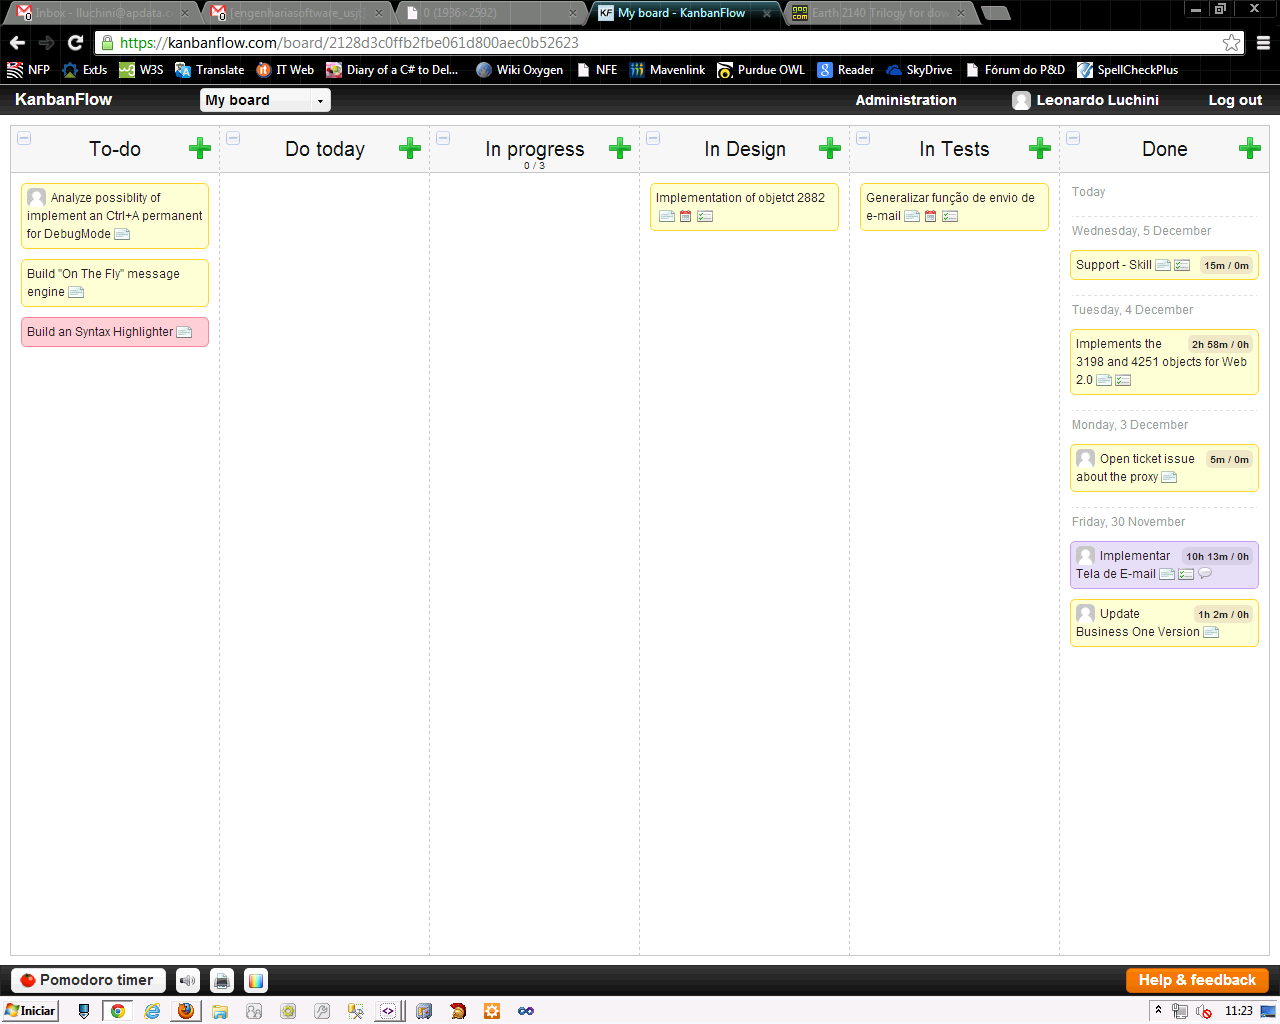 Inbox - lluchini@apdata.c
[engenhariasoftware_usj
0 (1936×2592)
KF My board - KanbanFlow
Earth 2140 Trilogy for dow
https://kanbanflow.com/board/2128d3c0ffb2fbe061d800aec0b52623
NFP ExtJs W3S Translate IT Web Diary of a C# to Del... Wiki Oxygen NFE Mavenlink Purdue OWL Reader SkyDrive Fórum do P&D SpellCheckPlus
KanbanFlow My board Administration Leonardo Luchini Log out
To-do
Do today
In progress
0 / 3
In Design
In Tests
Done
Analyze possiblity of
implement an Ctrl+A permanent
for DebugMode
Build "On The Fly" message
engine
Build an Syntax Highlighter
Implementation of objetct 2882
Generalizar função de envio de
e-mail
Today
Wednesday, 5 December
Support - Skill 15m / 0m
Tuesday, 4 December
Implements the 2h 58m / 0h
3198 and 4251 objects for Web
2.0
Monday, 3 December
Open ticket issue 5m / 0m
about the proxy
Friday, 30 November
Implementar 10h 13m / 0h
Tela de E-mail
Update 1h 2m / 0h
Business One Version
Pomodoro timer Help & feedback
Iniciar 11:23